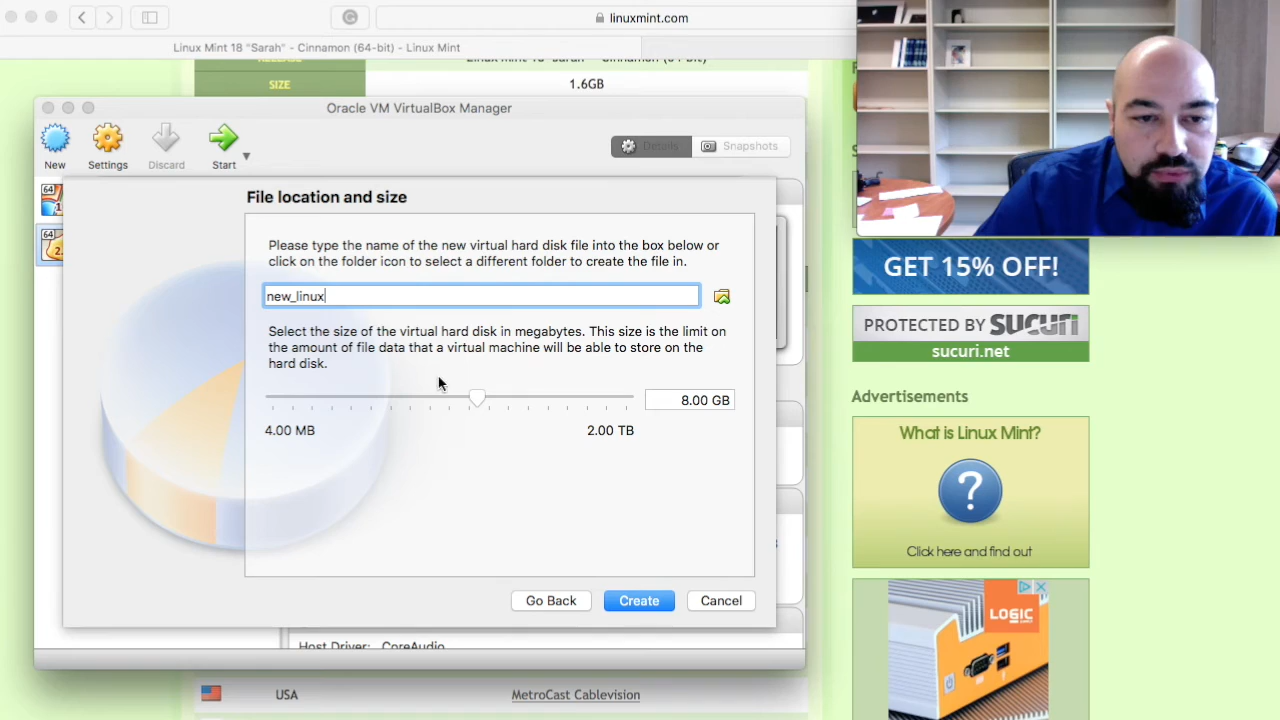 linuxmint.com
Linux Mint 18 "Sarah" - Cinnamon (64-bit) - Linux Mint
SIZE
1.6GB
Oracle VM VirtualBox Manager
New
Settings
Discard
Start
Details
Snapshots
64
64
File location and size
Please type the name of the new virtual hard disk file into the box below or
click on the folder icon to select a different folder to create the file in.
new_linux
Select the size of the virtual hard disk in megabytes. This size is the limit on
the amount of file data that a virtual machine will be able to store on the
hard disk.
8.00 GB
4.00 MB
2.00 TB
Go Back
Create
Cancel
Host Driver: CoreAudio
USA
MetroCast Cablevision
GET 15% OFF!
PROTECTED BY SUCURI
sucuri.net
Advertisements
What is Linux Mint?
?
Click here and find out
LOGIC